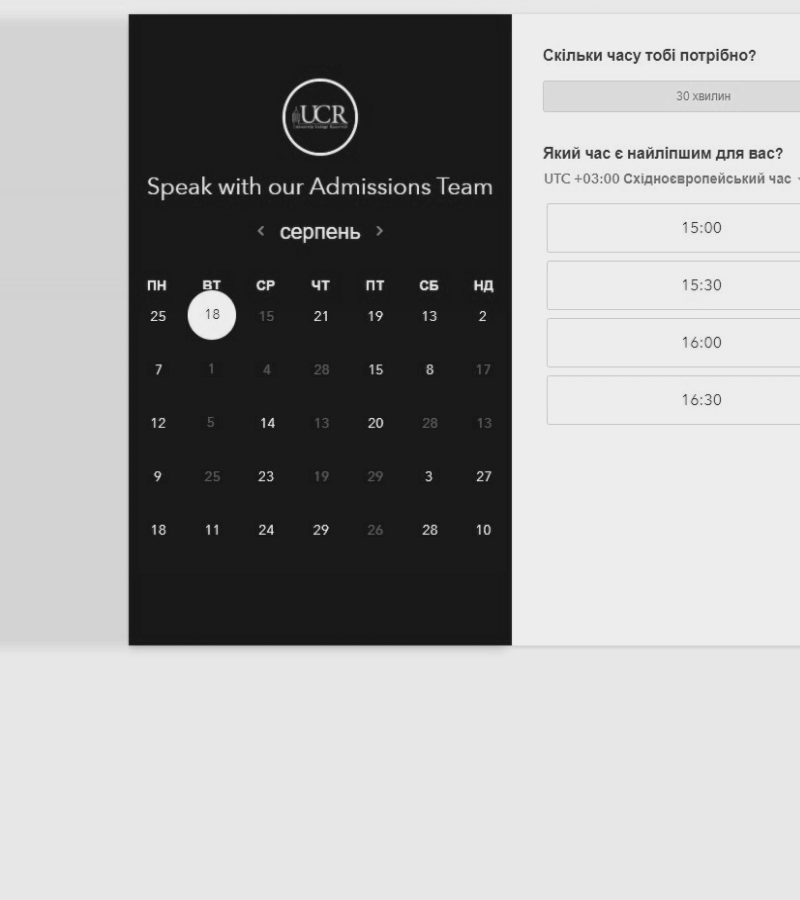 UCR
Speak with our Admissions Team
‹ серпень ›
ПН ВТ СР ЧТ ПТ СБ НД
25 18 15 21 19 13 2
7 1 4 28 15 8 17
12 5 14 13 20 28 13
9 25 23 19 29 3 27
18 11 24 29 26 28 10
Скільки часу тобі потрібно?
30 хвилин
Який час є найліпшим для вас?
UTC +03:00 Східноєвропейський час
15:00
15:30
16:00
16:30